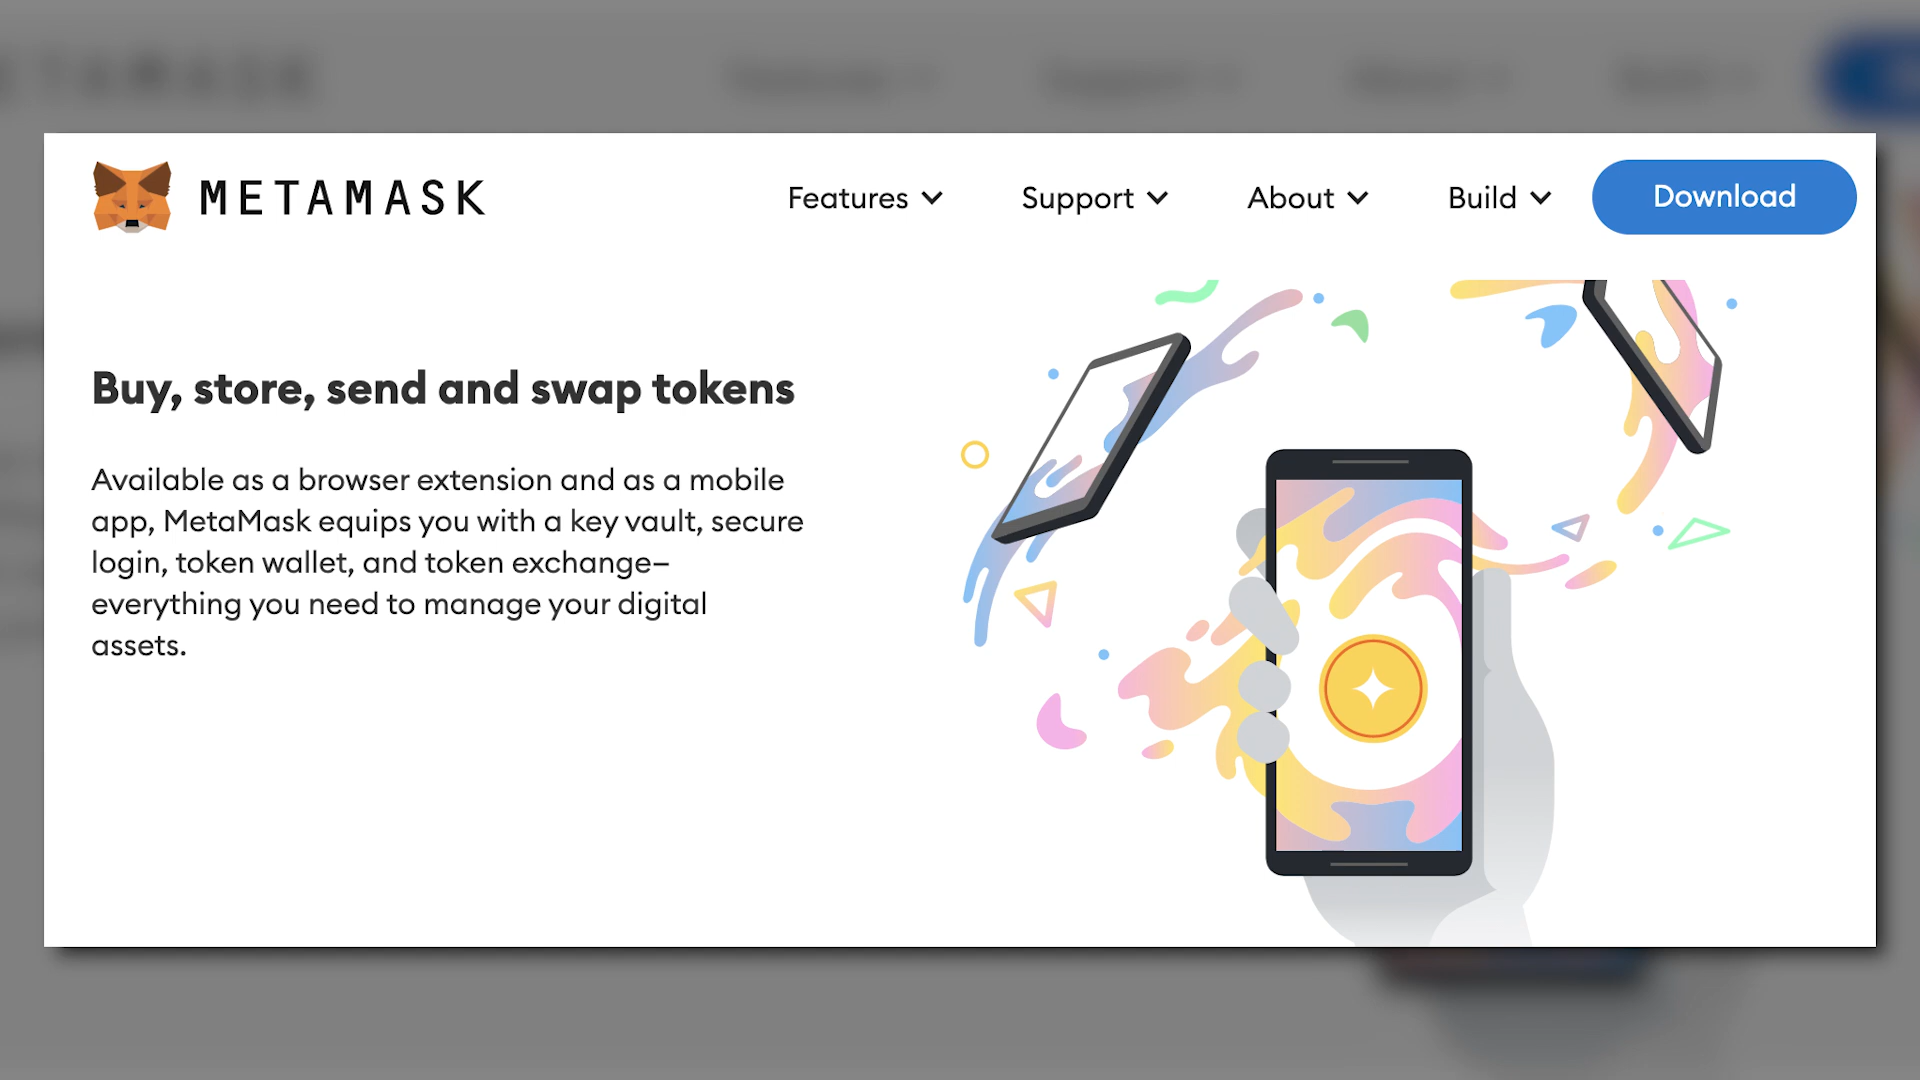 METAMASK
Features
Support
About
Build
Download
Buy, store, send and swap tokens
Available as a browser extension and as a mobile
app, MetaMask equips you with a key vault, secure
login, token wallet, and token exchange—
everything you need to manage your digital
assets.